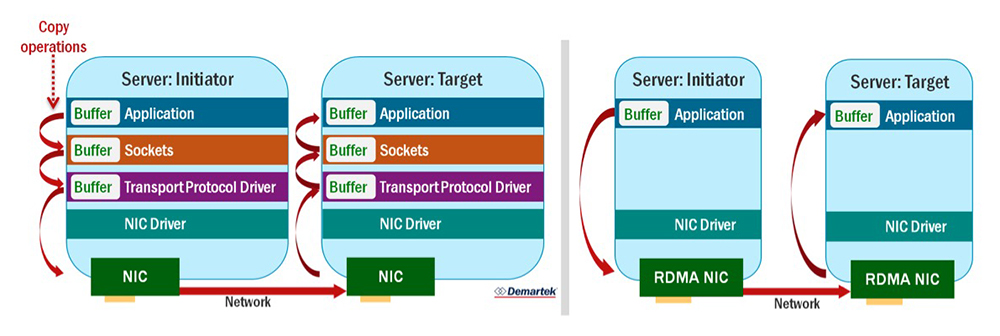 Copy
operations
Server: Initiator
Buffer Application
Buffer Sockets
Buffer Transport Protocol Driver
NIC Driver
NIC
Server: Target
Buffer Application
Buffer Sockets
Buffer Transport Protocol Driver
NIC Driver
NIC
Network
Demartek
Server: Initiator
Buffer Application
NIC Driver
RDMA NIC
Server: Target
Buffer Application
NIC Driver
RDMA NIC
Network